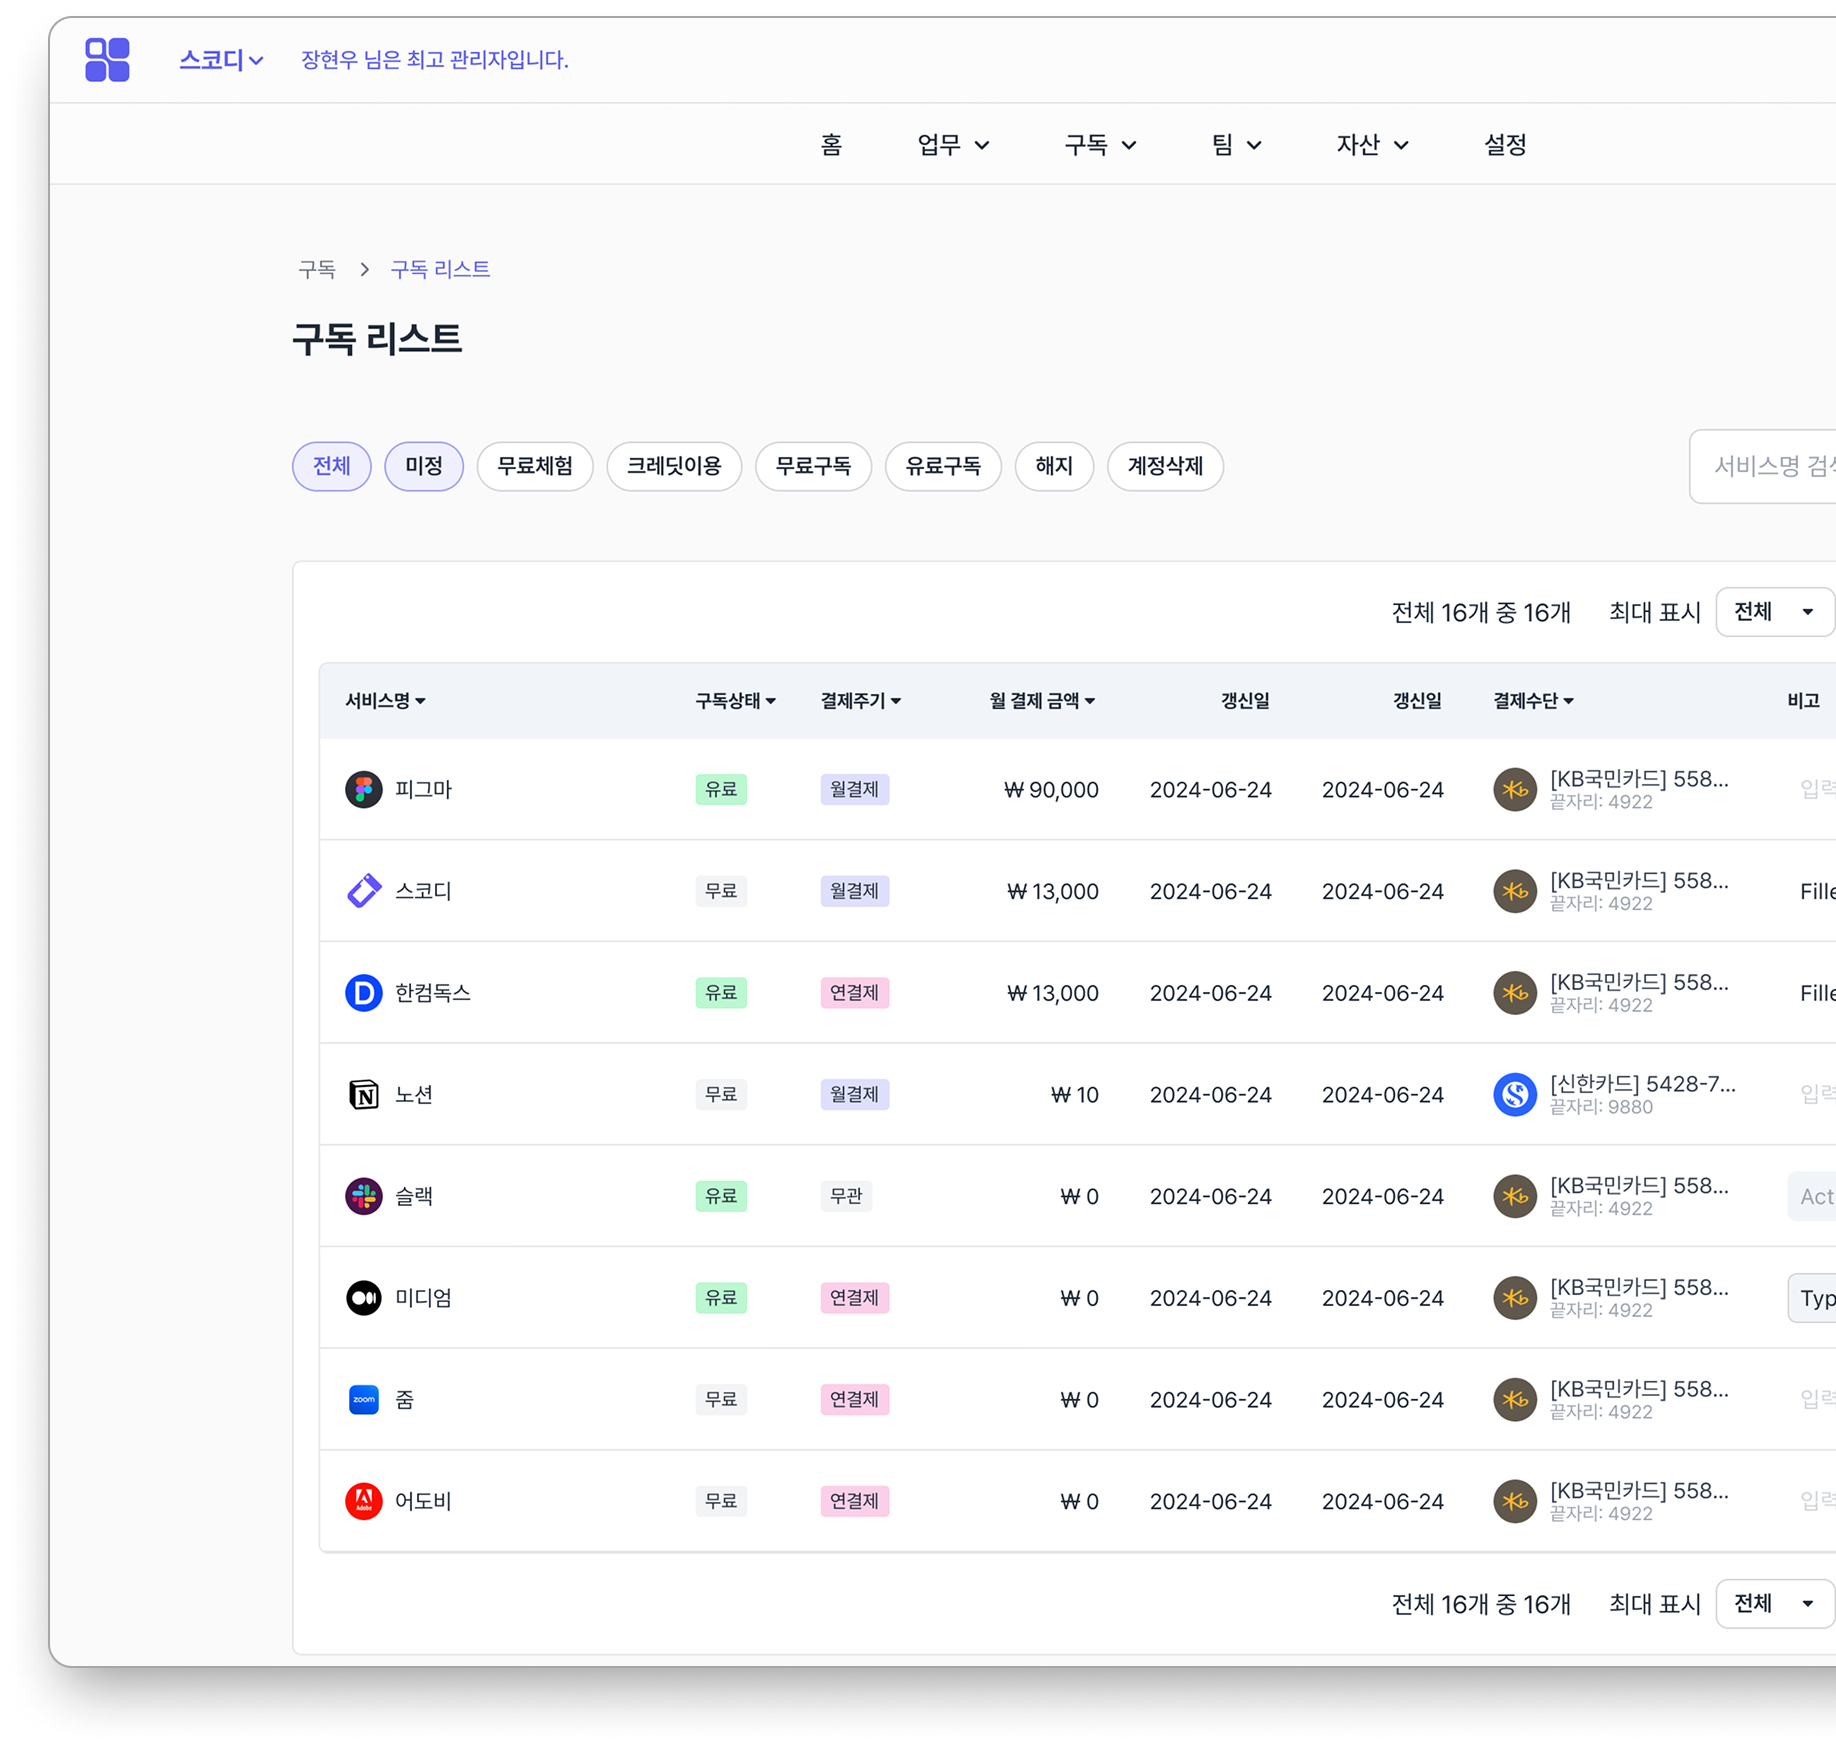 스코디
장현우 님은 최고 관리자입니다.
홈 업무 구독 팀 자산 설정
구독 > 구독 리스트
구독 리스트
전체 미정 무료체험 크레딧이용 무료구독 유료구독 해지 계정삭제
서비스명
전체 16개 중 16개 최대 표시 전체
서비스명 구독상태 결제주기 월 결제 금액 갱신일 갱신일 결제수단 비고
피그마 유료 월결제 ₩ 90,000 2024-06-24 2024-06-24 [KB국민카드] 558...
끝자리: 4922
스코디 무료 월결제 ₩ 13,000 2024-06-24 2024-06-24 [KB국민카드] 558... Fille
끝자리: 4922
한컴독스 유료 연결제 ₩ 13,000 2024-06-24 2024-06-24 [KB국민카드] 558... Fille
끝자리: 4922
노션 무료 월결제 ₩ 10 2024-06-24 2024-06-24 [신한카드] 5428-7...
끝자리: 9880
슬랙 유료 무관 ₩ 0 2024-06-24 2024-06-24 [KB국민카드] 558... Act
끝자리: 4922
미디엄 유료 연결제 ₩ 0 2024-06-24 2024-06-24 [KB국민카드] 558... Typ
끝자리: 4922
zoom 줌 무료 연결제 ₩ 0 2024-06-24 2024-06-24 [KB국민카드] 558...
끝자리: 4922
Adobe 어도비 무료 연결제 ₩ 0 2024-06-24 2024-06-24 [KB국민카드] 558...
끝자리: 4922
전체 16개 중 16개 최대 표시 전체